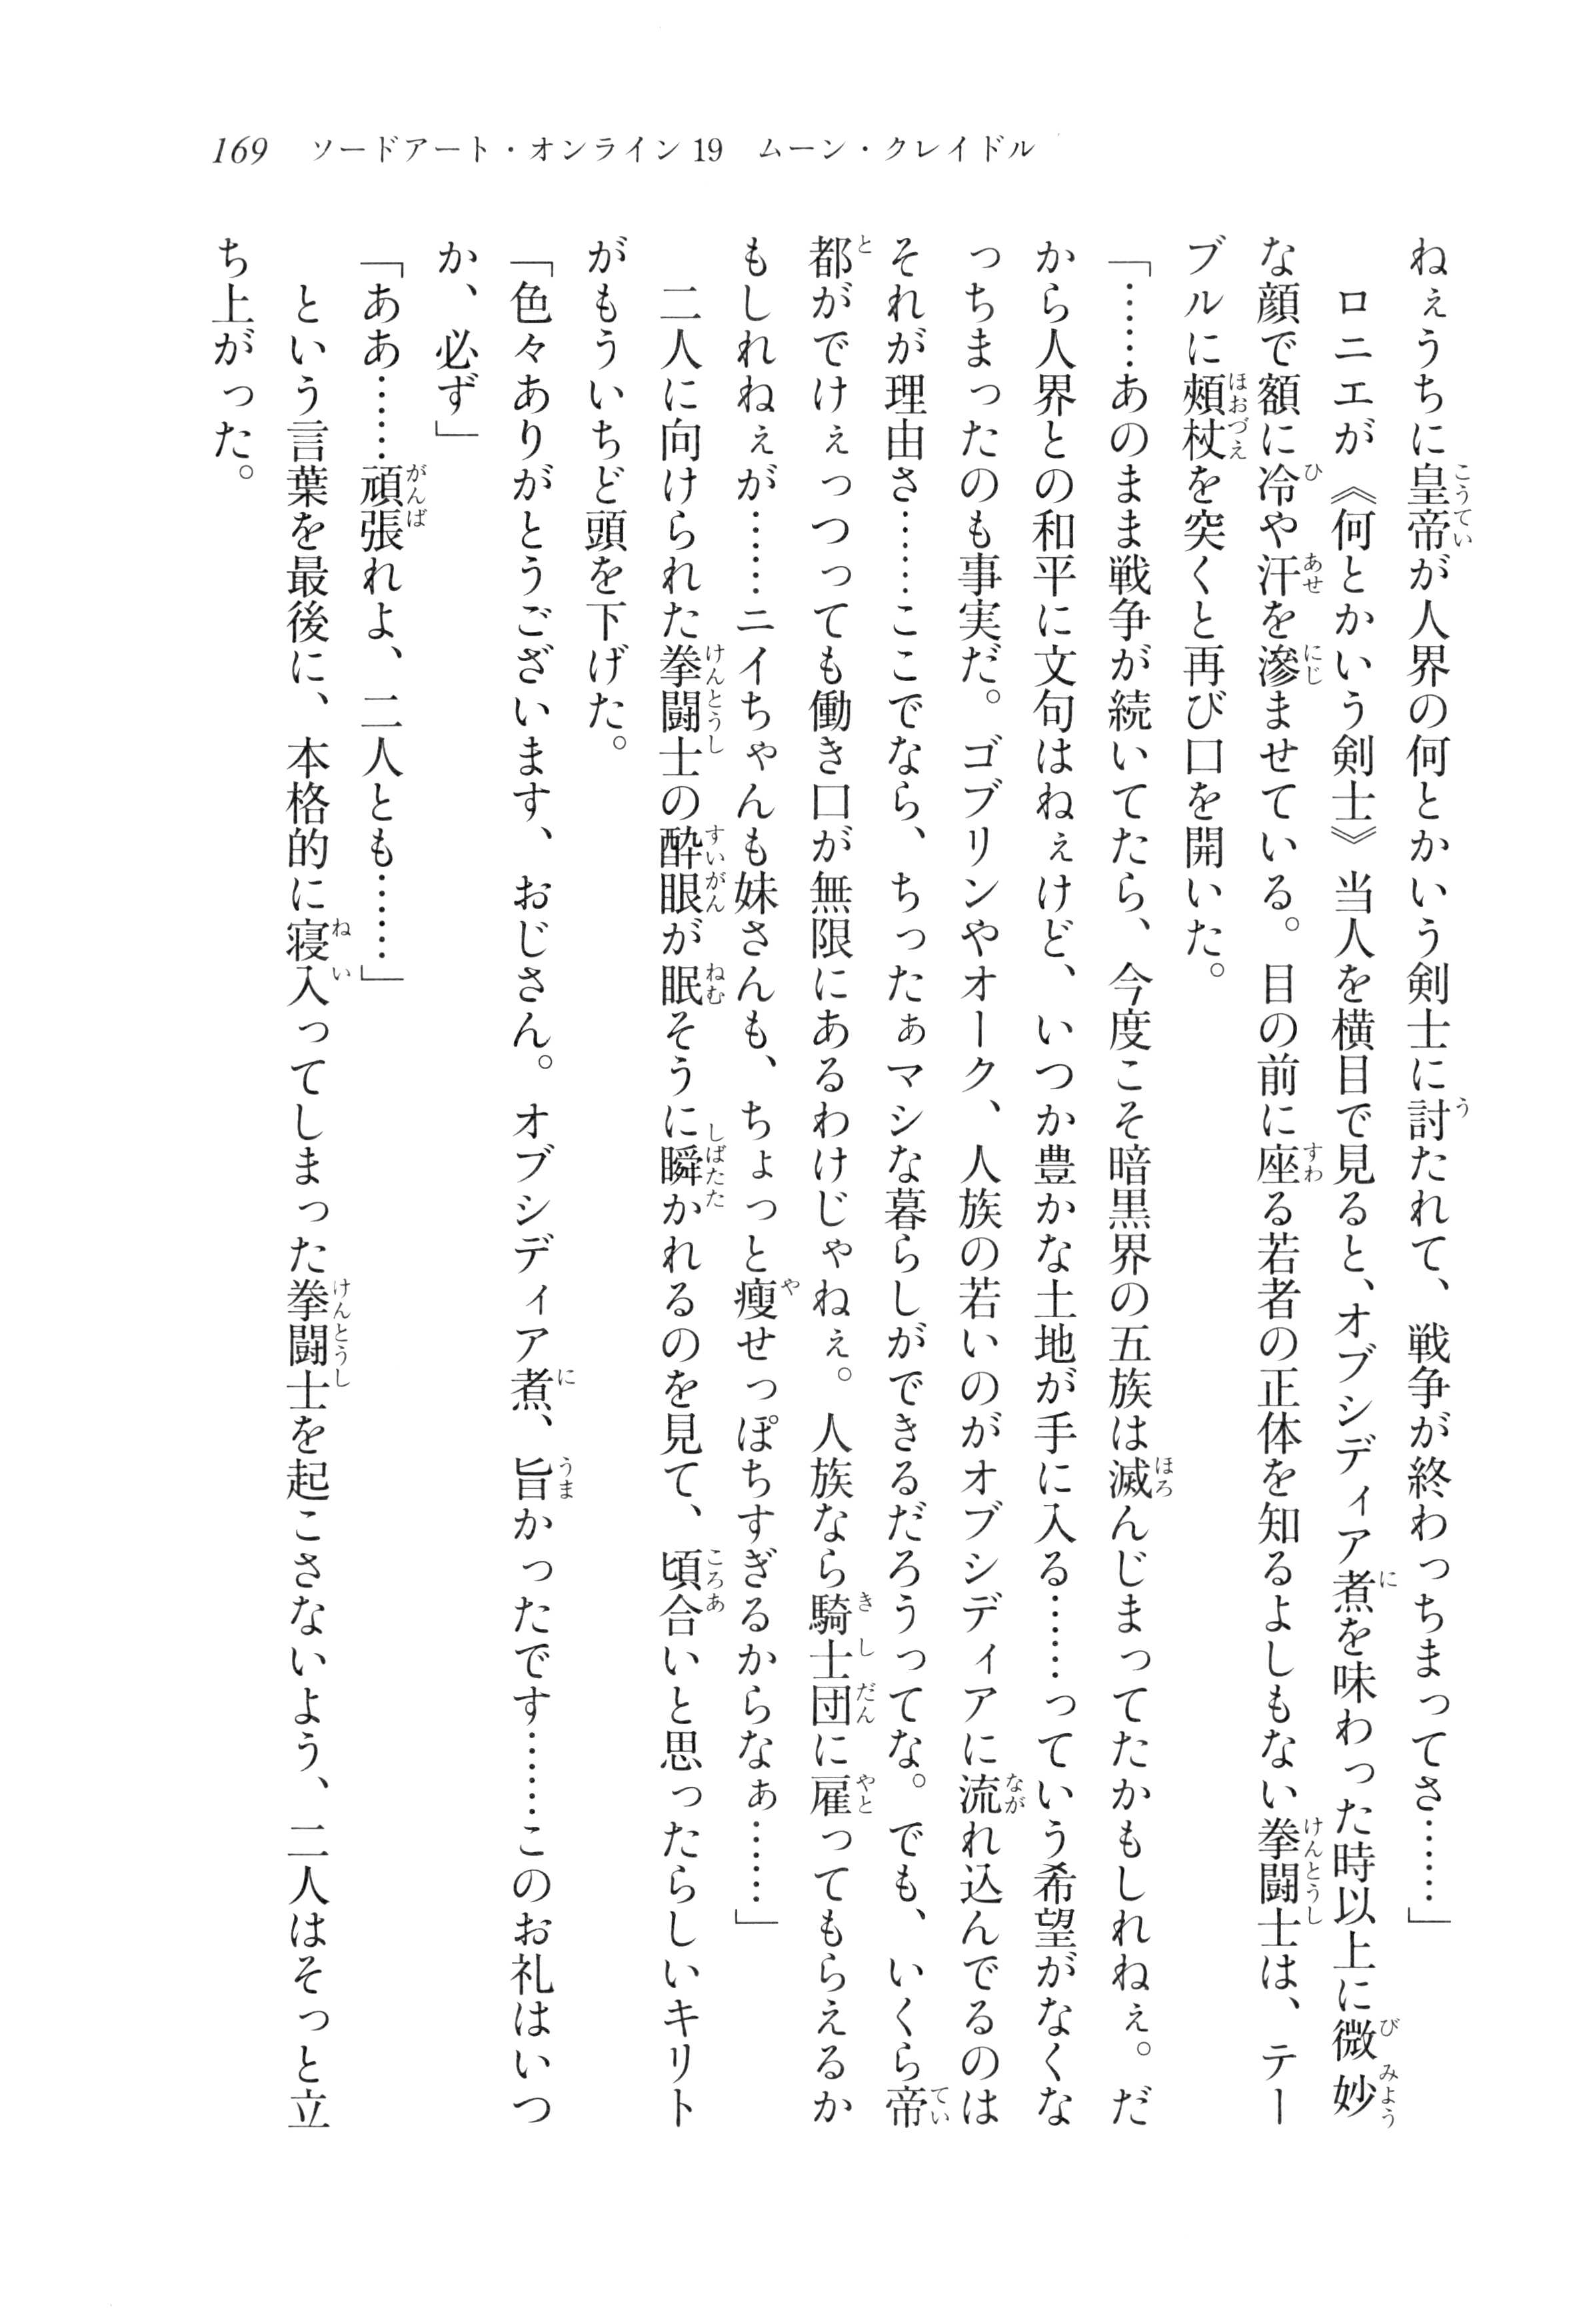 169 ソードアート・オンライン19 ムーン・クレイドル
ねぇうちに皇帝が人界の何とかいう剣士に討たれて、戦争が終わっちまってさ……」
　ロニエが《何とかいう剣士》当人を横目で見ると、オブシディア煮を味わった時以上に微妙
な顔で額に冷や汗を滲ませている。目の前に座る若者の正体を知るよしもない拳闘士は、テー
ブルに頰杖を突くと再び口を開いた。
「……あのまま戦争が続いてたら、今度こそ暗黒界の五族は滅んじまってたかもしれねぇ。だ
から人界との和平に文句はねぇけど、いつか豊かな土地が手に入る……っていう希望がなくな
っちまったのも事実だ。ゴブリンやオーク、人族の若いのがオブシディアに流れ込んでるのは
それが理由さ……ここでなら、ちったぁマシな暮らしができるだろうってな。でも、いくら帝
都がでけぇっつっても働き口が無限にあるわけじゃねぇ。人族なら騎士団に雇ってもらえるか
もしれねぇが……ニイちゃんも妹さんも、ちょっと瘦せっぽちすぎるからなぁ……」
　二人に向けられた拳闘士の酔眼が眠そうに瞬かれるのを見て、頃合いと思ったらしいキリト
がもういちど頭を下げた。
「色々ありがとうございます、おじさん。オブシディア煮、旨かったです……このお礼はいつ
か、必ず」
「ああ……頑張れよ、二人とも……」
　という言葉を最後に、本格的に寝入ってしまった拳闘士を起こさないよう、二人はそっと立
ち上がった。